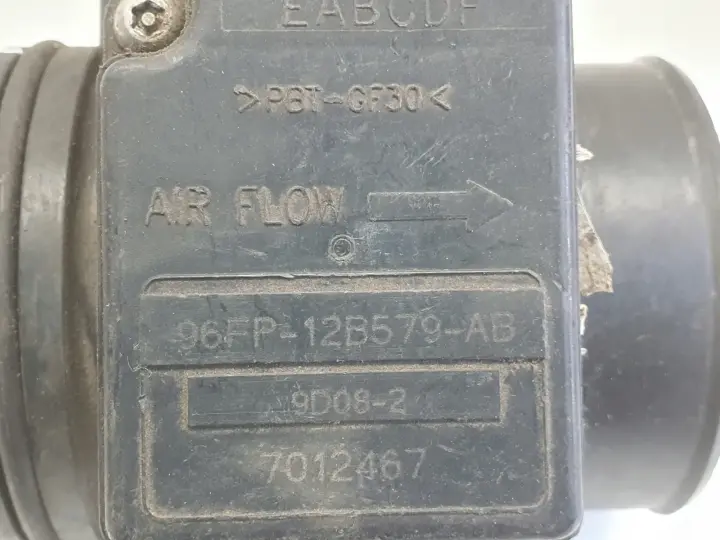 EABCDF
>PBT-GF30<
AIR FLOW
96FP-12B579-AB
9D08-2
7012467